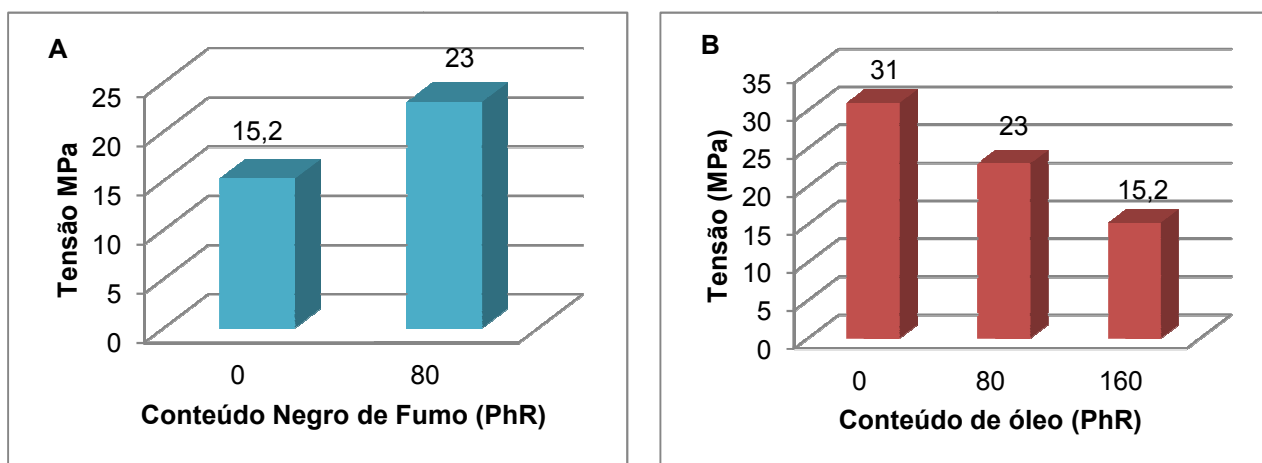 A
23
15,2
25
20
15
10
5
0
Tensão MPa
0 80
Conteúdo Negro de Fumo (PhR)
B
31
23
15,2
35
30
25
20
15
10
5
0
Tensão (MPa)
0 80 160
Conteúdo de óleo (PhR)